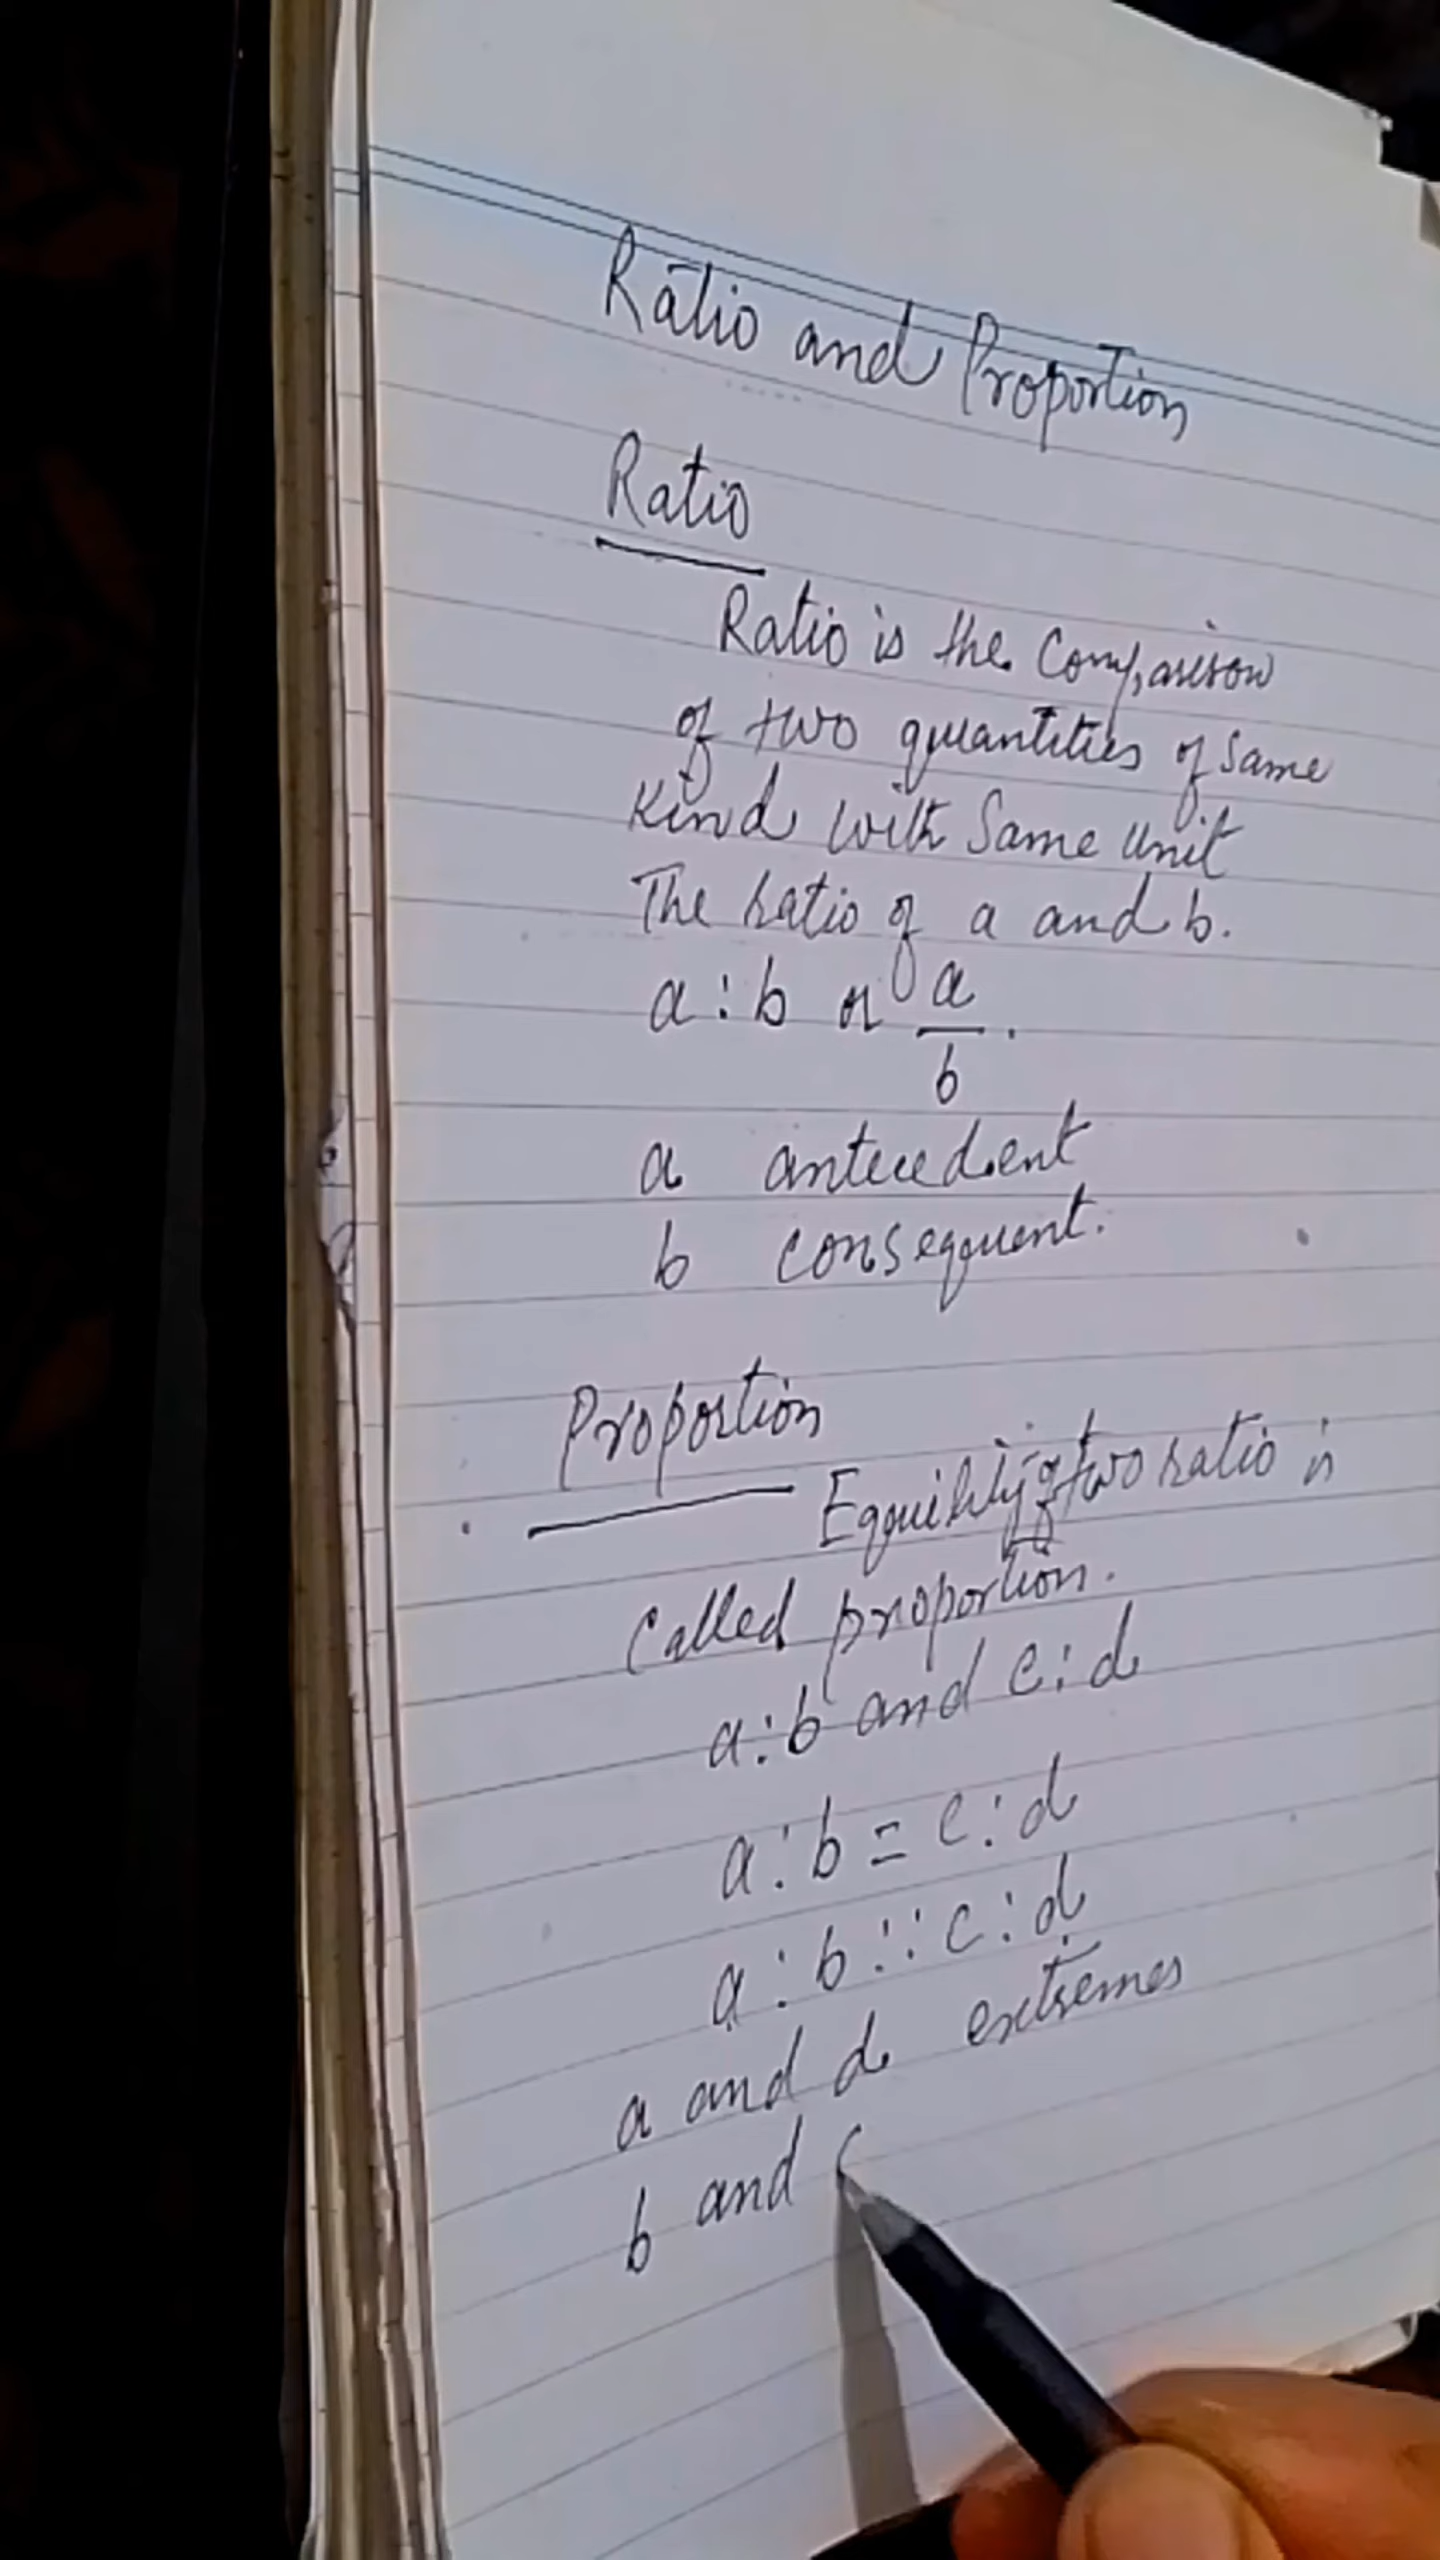 Ratio and Proportion
Ratio
Ratio is the Comparison
of two quantities of same
Kind with Same unit
The ratio of a and b.
a : b or a/b .
a antecedent
b consequent.
Proportion
Equility of two ratio is
Called proportion.
a:b and c:d
a:b = c:d
a:b::c:d
a and d extremes
b and c